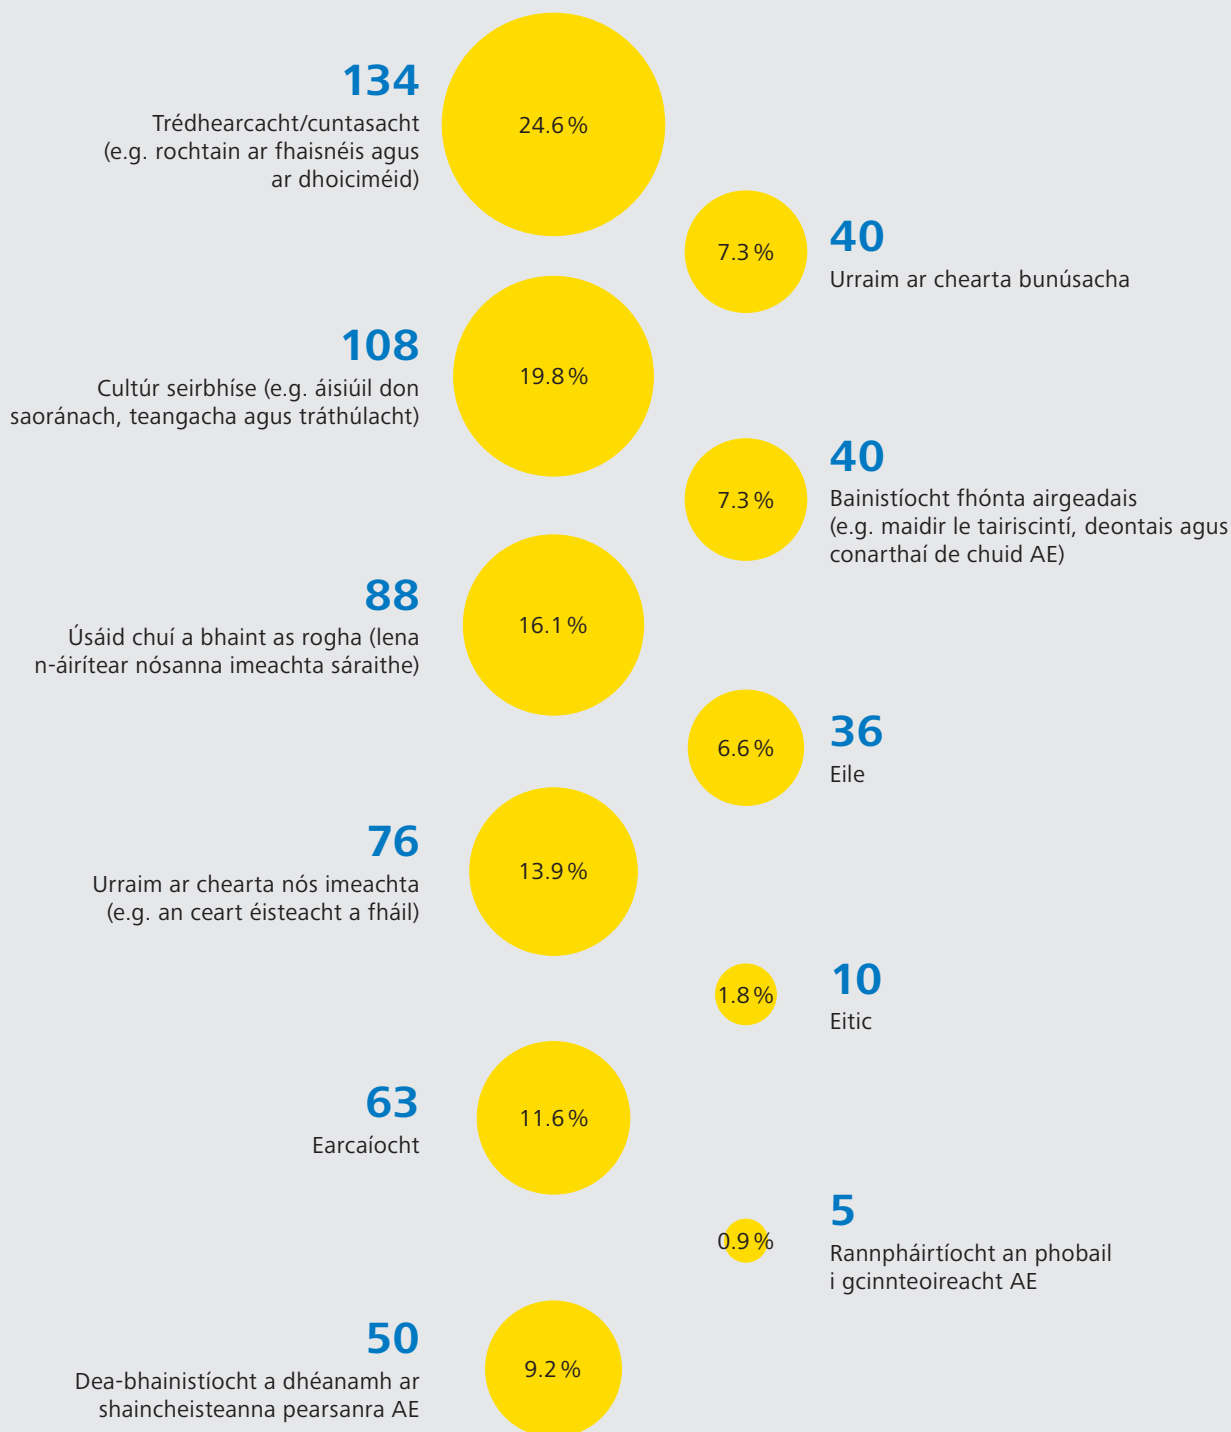 134
Trédhearcacht/cuntasacht
(e.g. rochtain ar fhaisnéis agus
ar dhoiciméid)
24.6 %
7.3 %
40
Urraim ar chearta bunúsacha
108
Cultúr seirbhíse (e.g. áisiúil don
saoránach, teangacha agus tráthúlacht)
19.8 %
7.3 %
40
Bainistíocht fhónta airgeadais
(e.g. maidir le tairiscintí, deontais agus
conarthaí de chuid AE)
88
Úsáid chuí a bhaint as rogha (lena
n-áirítear nósanna imeachta sáraithe)
16.1 %
6.6 %
36
Eile
76
Urraim ar chearta nós imeachta
(e.g. an ceart éisteacht a fháil)
13.9 %
1.8 %
10
Eitic
63
Earcaíocht
11.6 %
0.9 %
5
Rannpháirtíocht an phobail
i gcinnteoireacht AE
50
Dea-bhainistíocht a dhéanamh ar
shaincheisteanna pearsanra AE
9.2 %